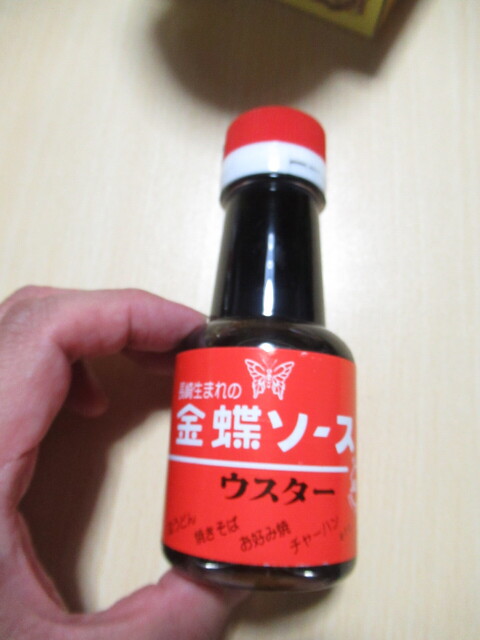 長崎生まれの
金蝶ソース
ウスター
焼きそば
お好み焼
チャーハン